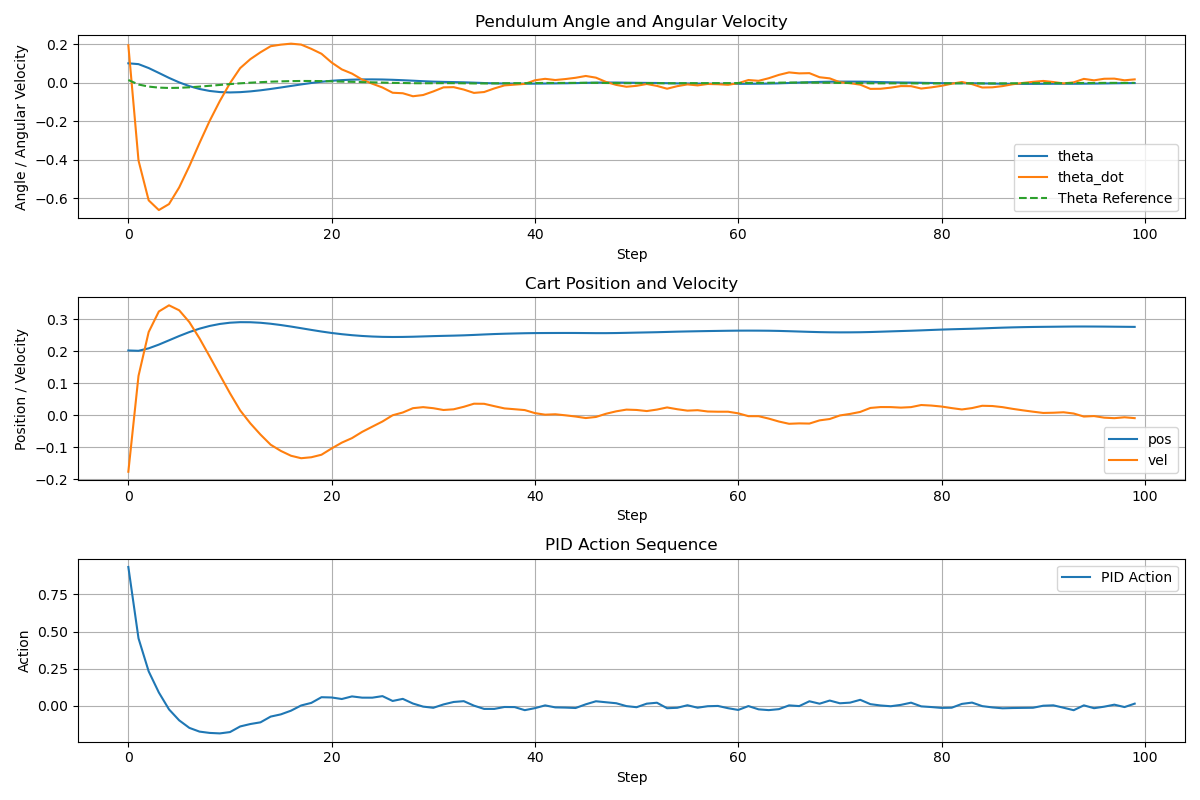 Pendulum Angle and Angular Velocity
Angle / Angular Velocity
0.2
0.0
−0.2
−0.4
−0.6
theta
theta_dot
Theta Reference
0 20 40 60 80 100
Step
Cart Position and Velocity
Position / Velocity
0.3
0.2
0.1
0.0
−0.1
−0.2
pos
vel
0 20 40 60 80 100
Step
PID Action Sequence
Action
0.75
0.50
0.25
0.00
PID Action
0 20 40 60 80 100
Step